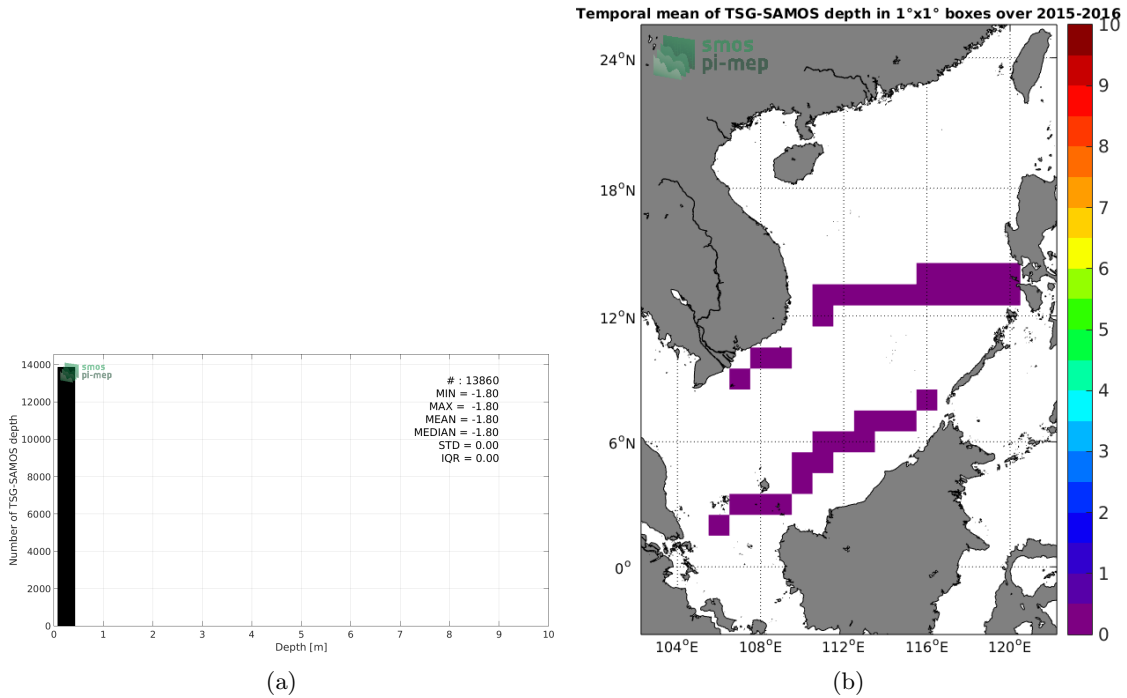 Temporal mean of TSG-SAMOS depth in 1°x1° boxes over 2015-2016
smos
pi-mep
24°N
18°N
12°N
6°N
0°
104°E
108°E
112°E
116°E
120°E
10
9
8
7
6
5
4
3
2
1
0
smos
pi-mep
# : 13860
MIN = -1.80
MAX = -1.80
MEAN = -1.80
MEDIAN = -1.80
STD = 0.00
IQR = 0.00
Number of TSG-SAMOS depth
14000
12000
10000
8000
6000
4000
2000
0
0 1 2 3 4 5 6 7 8 9 10
Depth [m]
(a)
(b)